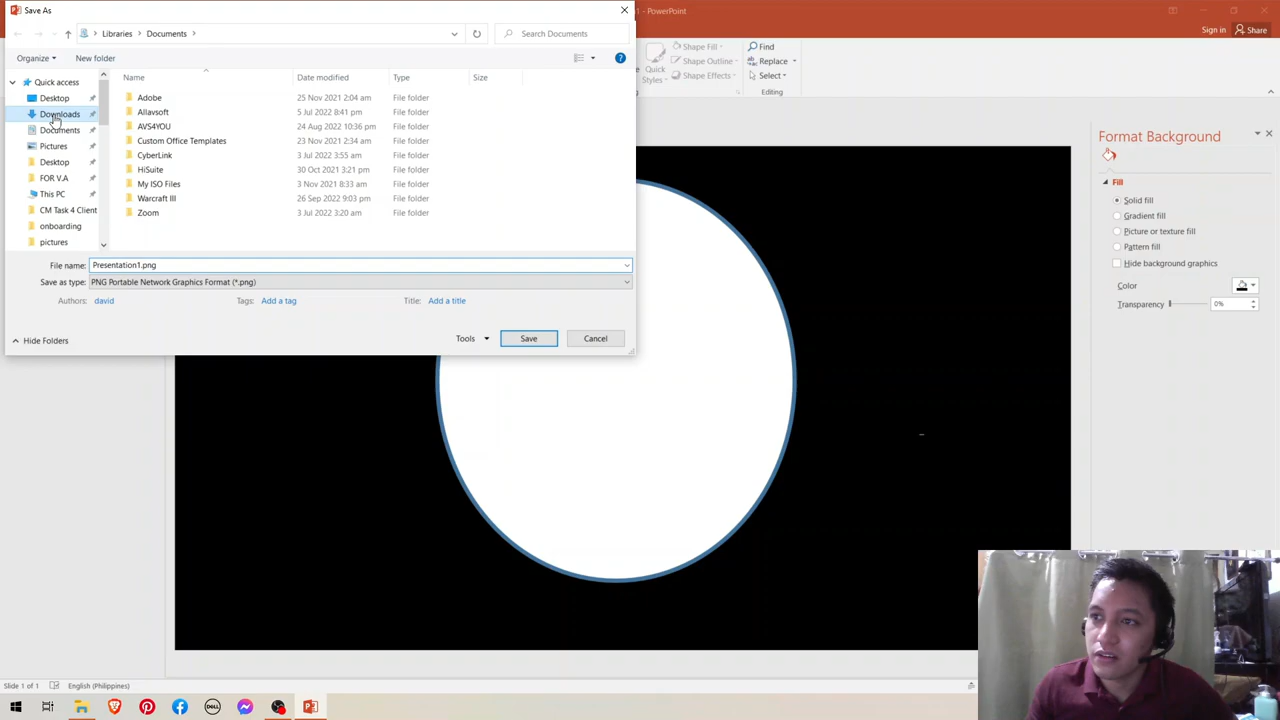 Save As
1 - PowerPoint
Sign in
Share
Libraries
Documents
Search Documents
Organize
New folder
Shape Fill
Shape Outline
Shape Effects
Quick
Styles
Find
Replace
Select
Editing
Name
Date modified
Type
Size
Quick access
Desktop
Downloads
Documents
Pictures
Desktop
FOR V.A
This PC
CM Task 4 Client
onboarding
pictures
Adobe 25 Nov 2021 2:04 am File folder
Allavsoft 5 Jul 2022 8:41 pm File folder
AVS4YOU 24 Aug 2022 10:36 pm File folder
Custom Office Templates 23 Nov 2021 2:34 am File folder
CyberLink 3 Jul 2022 3:55 am File folder
HiSuite 30 Oct 2021 3:21 pm File folder
My ISO Files 3 Nov 2021 8:33 am File folder
Warcraft III 26 Sep 2022 9:03 pm File folder
Zoom 3 Jul 2022 3:20 am File folder
File name: Presentation1.png
Save as type: PNG Portable Network Graphics Format (*.png)
Authors: david
Tags: Add a tag
Title: Add a title
Hide Folders
Tools
Save
Cancel
Format Background
Fill
Solid fill
Gradient fill
Picture or texture fill
Pattern fill
Hide background graphics
Color
Transparency
0%
Slide 1 of 1
English (Philippines)
DELL